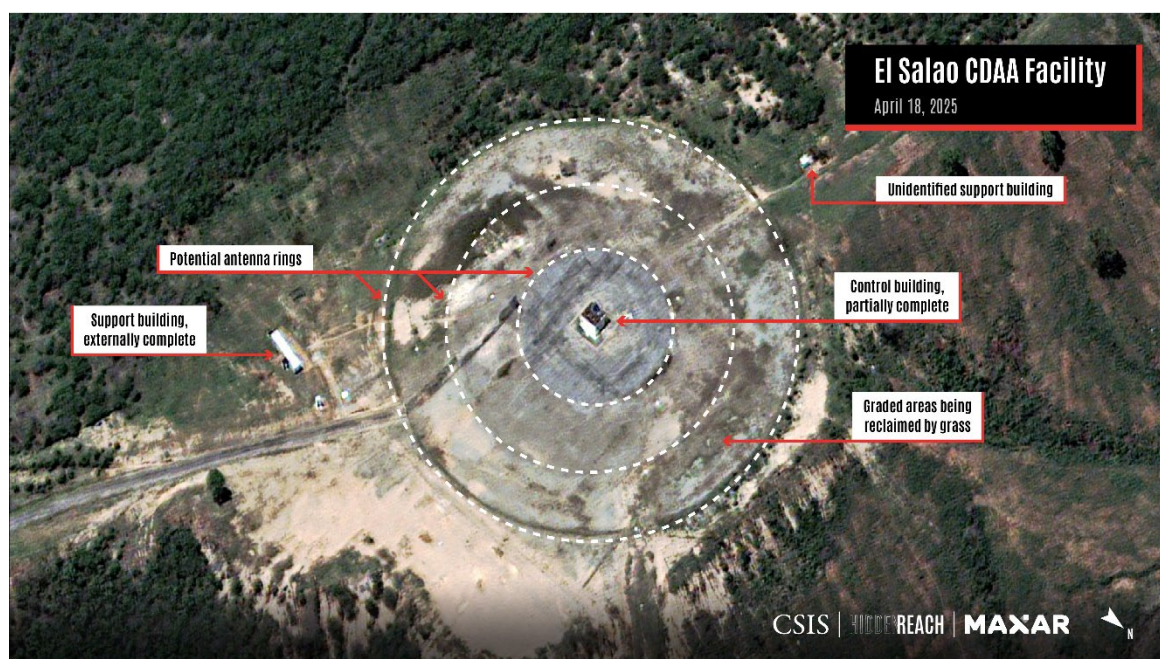 El Salao CDAA Facility
April 18, 2025
Unidentified support building
Potential antenna rings
Control building,
partially complete
Support building,
externally complete
Graded areas being
reclaimed by grass
CSIS | HIDDENREACH | MAXAR
N